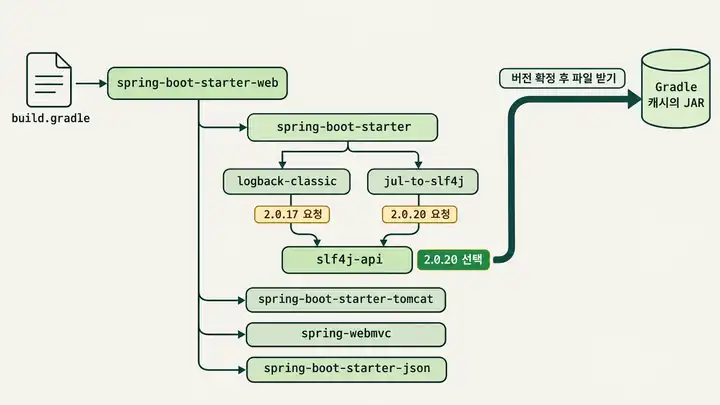 build.gradle
spring-boot-starter-web
버전 확정 후 파일 받기
Gradle
캐시의 JAR
spring-boot-starter
logback-classic
jul-to-slf4j
2.0.17 요청
2.0.20 요청
slf4j-api
2.0.20 선택
spring-boot-starter-tomcat
spring-webmvc
spring-boot-starter-json